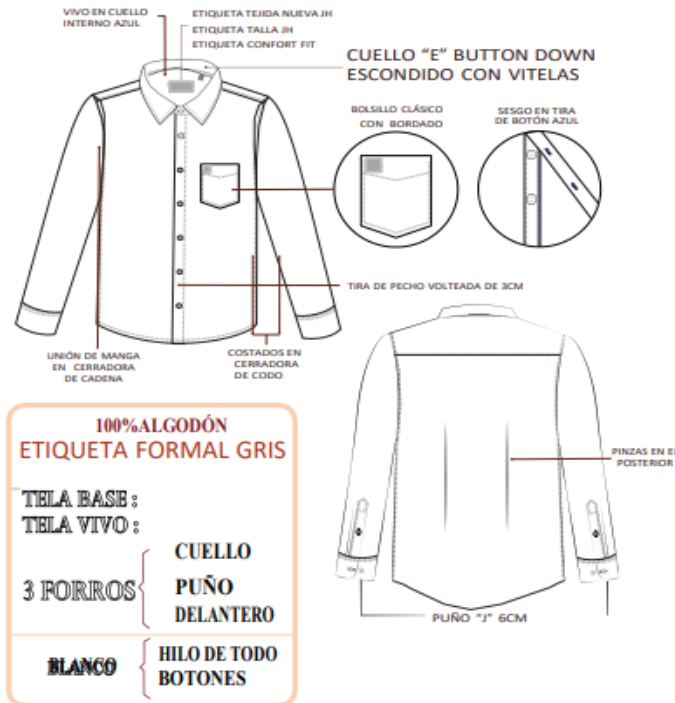 VIVO EN CUELLO
INTERNO AZUL
ETIQUETA TEJIDA NUEVA JH
ETIQUETA TALLA JH
ETIQUETA CONFORT FIT
CUELLO "E" BUTTON DOWN
ESCONDIDO CON VITELAS
BOLSILLO CLÁSICO
CON BORDADO
SESGO EN TIRA
DE BOTÓN AZUL
TIRA DE PECHO VOLTEADA DE 3CM
UNIÓN DE MANGA
EN CERRADORA
DE CADENA
COSTADOS EN
CERRADORA
DE CODO
PINZAS EN E
POSTERIOR
PUÑO "J" 6CM
100%ALGODÓN
ETIQUETA FORMAL GRIS
TELA BASE :
TELA VIVO :
3 FORROS
CUELLO
PUÑO
DELANTERO
BLANCO
HILO DE TODO
BOTONES